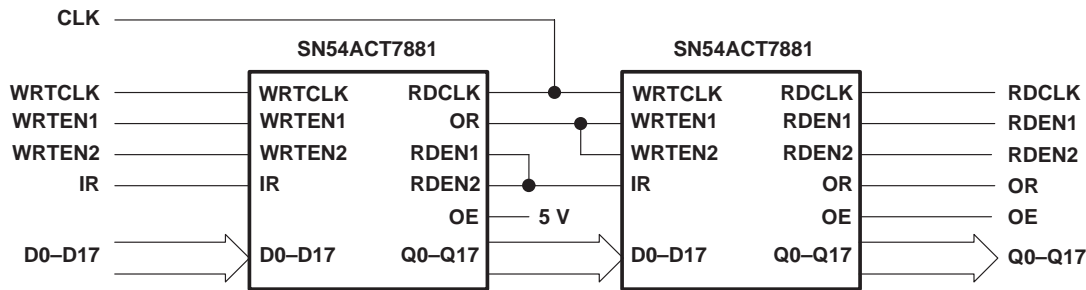 CLK
SN54ACT7881 SN54ACT7881
WRTCLK WRTCLK RDCLK WRTCLK RDCLK RDCLK
WRTEN1 WRTEN1 OR WRTEN1 RDEN1 RDEN1
WRTEN2 WRTEN2 RDEN1 WRTEN2 RDEN2 RDEN2
IR IR RDEN2 IR OR OR
OE 5 V OE OE
D0–D17 D0–D17 Q0–Q17 D0–D17 Q0–Q17 Q0–Q17